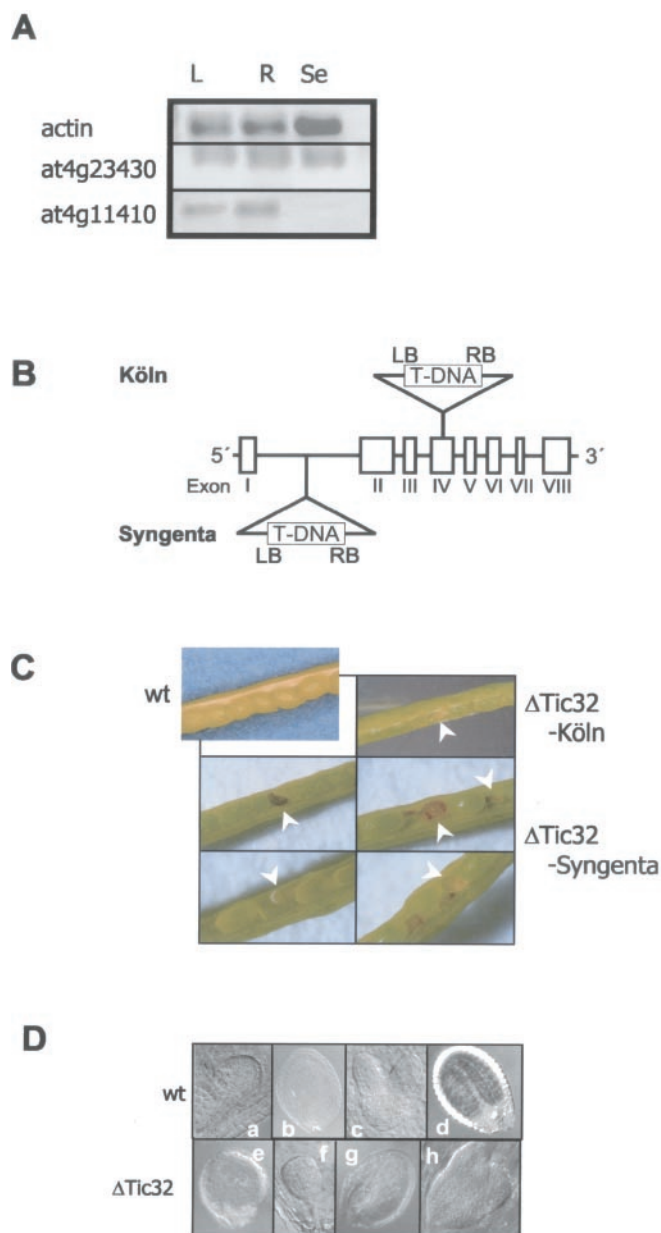 A
L R Se
actin
at4g23430
at4g11410
B
Köln
LB RB
T-DNA
5´ 3´
Exon I II III IV V VI VII VIII
Syngenta
T-DNA
LB RB
C
wt
ΔTic32
-Köln
ΔTic32
-Syngenta
D
wt
a b c d
ΔTic32
e f g h